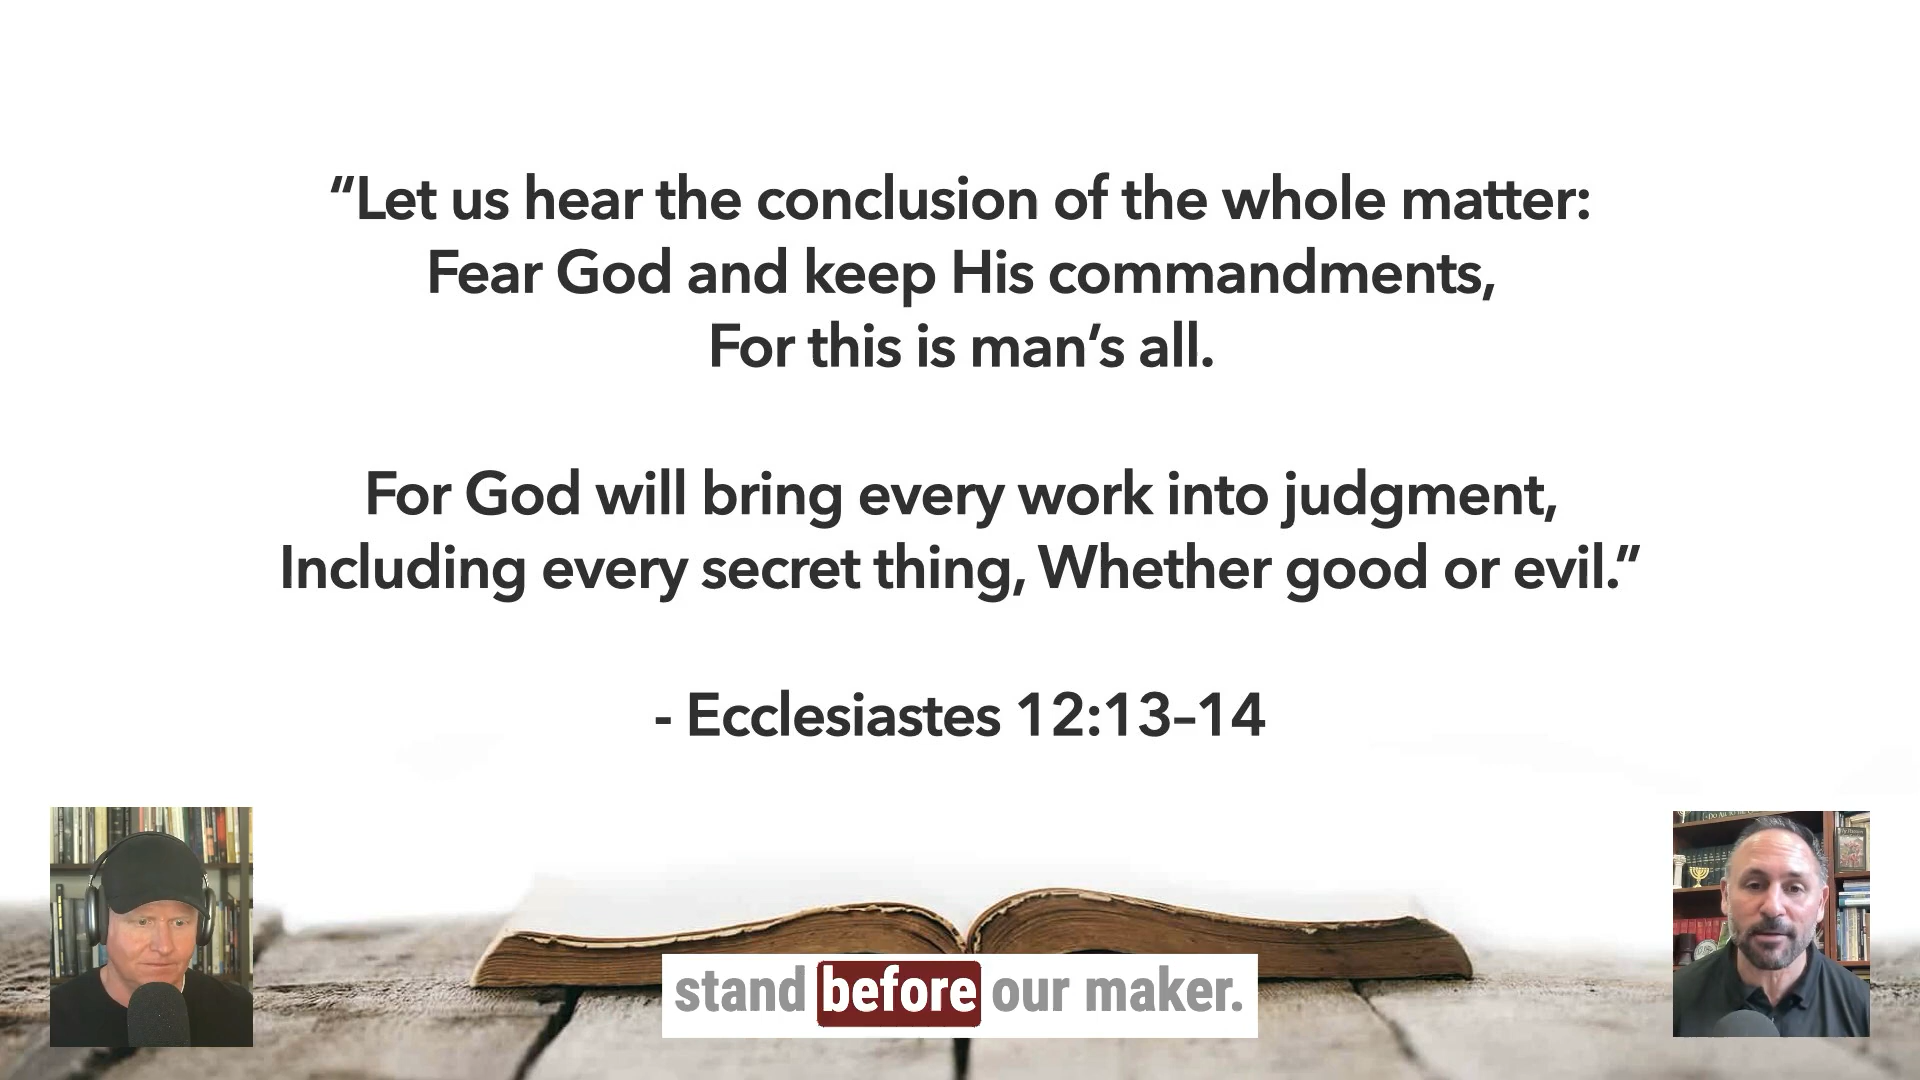 “Let us hear the conclusion of the whole matter:
Fear God and keep His commandments,
For this is man’s all.
For God will bring every work into judgment,
Including every secret thing, Whether good or evil.”
- Ecclesiastes 12:13–14
stand before our maker.